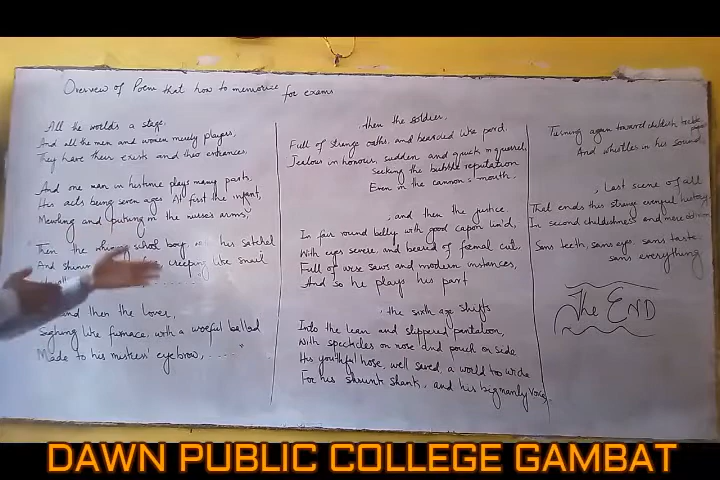 Overview of Poem that how to memorize for exams
All the world's a stage,
And all the men and women merely players,
They have their exists and their entrances,
And one man in his time plays many parts,
His acts being seven ages. At first the infant,
Mewling and puking in the nurse's arms,
Then the whining school boy, his Satchel
And creeping like Snail
and then the Lover,
Sighing like furnace, with a woeful ballad
Made to his mistress' eyebrow, ....."
, then the soldier,
Full of strange oaths, and bearded like pard,
Jealous in honour, sudden and quick in quarrel,
Seeking the bubble reputation
Even in the cannon's mouth.
, and then the justice
In fair round belly with good capon lin'd,
With eyes severe, and beared of formal cut,
Full of wise saws and modern instances,
And so he plays his part
, the sixth age shifts
Into the lean and slippered pantaloon,
With spectacles on nose and pouch on side
His youthful hose, well saved, a world too wide
For his shrunk shank, and his big manly voice,
Turning again toward childish treble, pipes
And whistles in his sound.
, Last scene of all
That ends this strang eventful history,
In second childishness and mere oblivion,
Sans teeth, sans eyes, sans taste,
sans everything
The END
DAWN PUBLIC COLLEGE GAMBAT